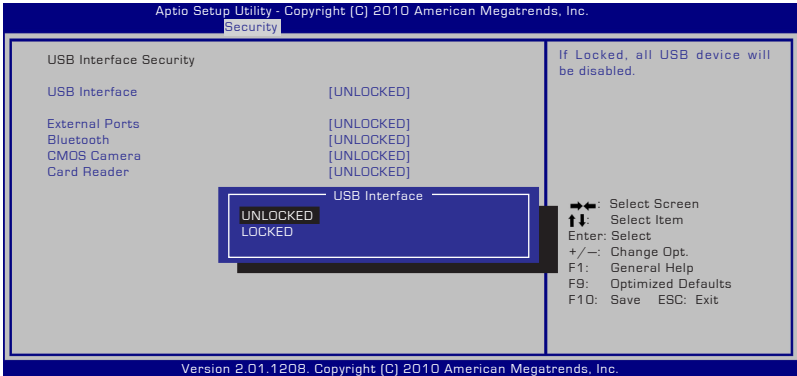 Aptio Setup Utility - Copyright (C) 2010 American Megatrends, Inc.
Security
USB Interface Security
USB Interface [UNLOCKED]
External Ports [UNLOCKED]
Bluetooth [UNLOCKED]
CMOS Camera [UNLOCKED]
Card Reader [UNLOCKED]
USB Interface
UNLOCKED
LOCKED
If Locked, all USB device will
be disabled.
→←: Select Screen
↑↓: Select Item
Enter: Select
+/—: Change Opt.
F1: General Help
F9: Optimized Defaults
F10: Save ESC: Exit
Version 2.01.1208. Copyright (C) 2010 American Megatrends, Inc.